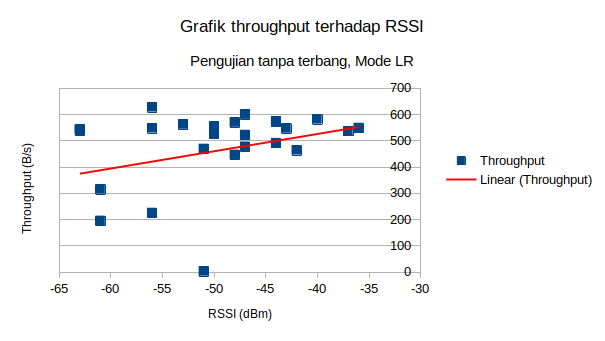 Grafik throughput terhadap RSSI
Pengujian tanpa terbang, Mode LR
700
600
500
400
300
200
100
0
Throughput (B/s)
-65 -60 -55 -50 -45 -40 -35 -30
RSSI (dBm)
Throughput
Linear (Throughput)